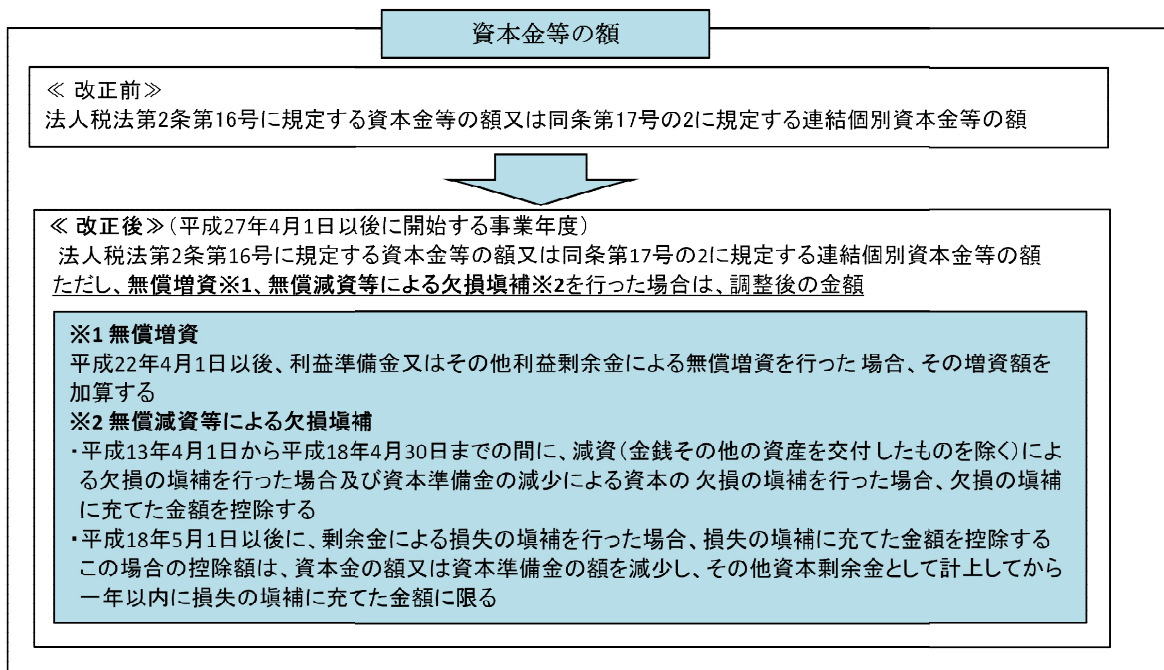 資本金等の額
≪ 改正前≫
法人税法第2条第16号に規定する資本金等の額又は同条第17号の2に規定する連結個別資本金等の額
≪ 改正後≫(平成27年4月1日以後に開始する事業年度)
法人税法第2条第16号に規定する資本金等の額又は同条第17号の2に規定する連結個別資本金等の額
ただし、無償増資※1、無償減資等による欠損塡補※2を行った場合は、調整後の金額
※1 無償増資
平成22年4月1日以後、利益準備金又はその他利益剰余金による無償増資を行った 場合、その増資額を
加算する
※2 無償減資等による欠損塡補
・平成13年4月1日から平成18年4月30日までの間に、減資(金銭その他の資産を交付したものを除く)によ
る欠損の塡補を行った場合及び資本準備金の減少による資本の 欠損の塡補を行った場合、欠損の塡補
に充てた金額を控除する
・平成18年5月1日以後に、剰余金による損失の塡補を行った場合、損失の塡補に充てた金額を控除する
この場合の控除額は、資本金の額又は資本準備金の額を減少し、その他資本剰余金として計上してから
一年以内に損失の塡補に充てた金額に限る